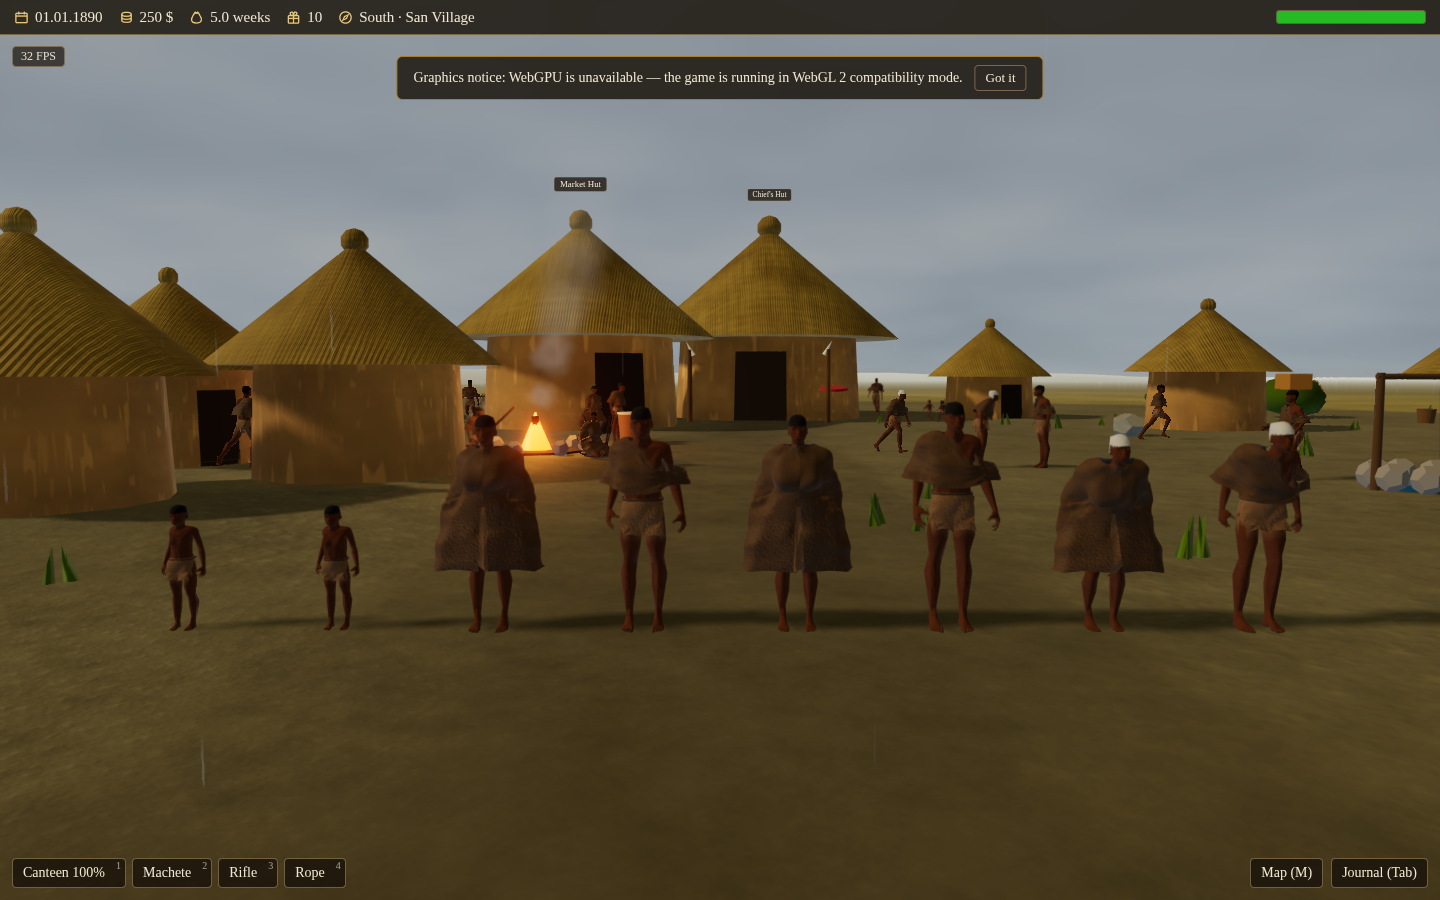 01.01.1890 250 $ 5.0 weeks 10 South · San Village
32 FPS
Graphics notice: WebGPU is unavailable — the game is running in WebGL 2 compatibility mode. Got it
Market Hut
Chief's Hut
Canteen 100% 1 Machete 2 Rifle 3 Rope 4 Map (M) Journal (Tab)